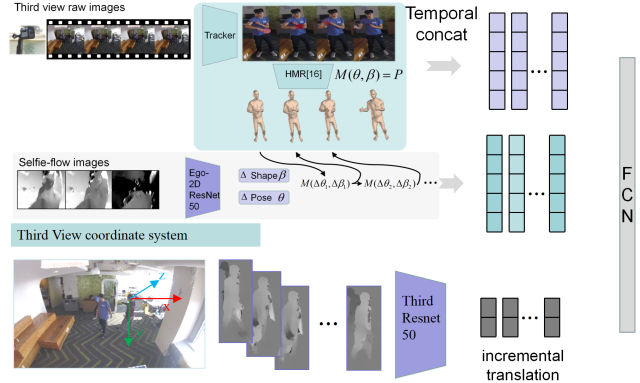 Third view raw images
Tracker
Temporal
concat
HMR[16]
M(θ, β) = P
Selfie-flow images
Ego-
2D
ResNet
50
Δ Shape β
Δ Pose θ
M(Δθ₁,Δβ₁)
M(Δθ₂,Δβ₂)
...
F
C
N
Third View coordinate system
Z
X
...
Third
Resnet
50
...
incremental
translation